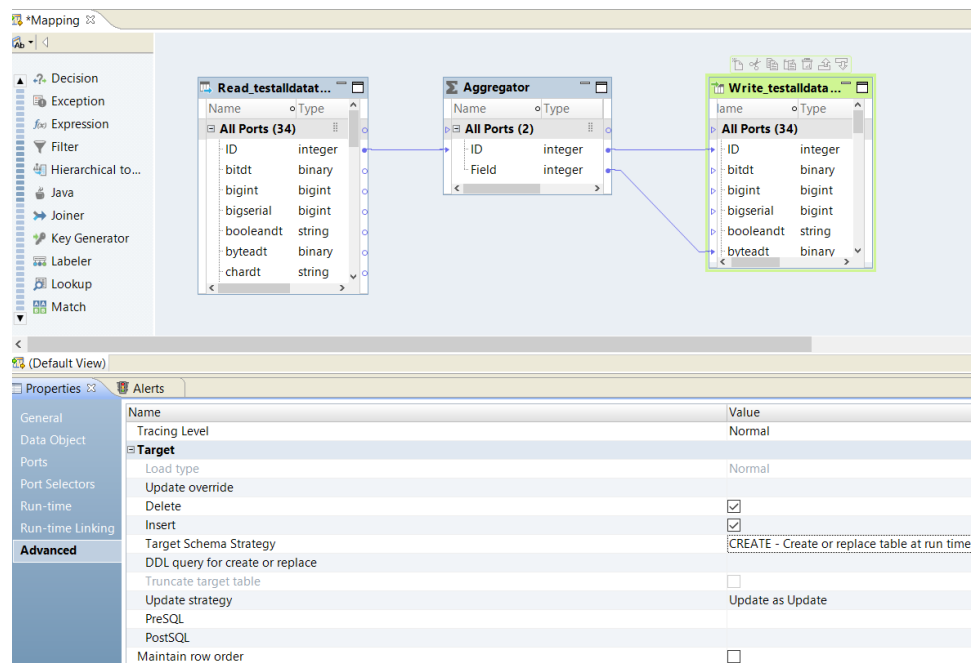 *Mapping
Ab
Decision
Exception
f(x) Expression
Filter
Hierarchical to...
Java
Joiner
Key Generator
Labeler
Lookup
Match
Read_testalldatat...
Name Type
All Ports (34)
ID integer
bitdt binary
bigint bigint
bigserial bigint
booleandt string
byteadt binary
chardt string
Aggregator
Name Type
All Ports (2)
ID integer
Field integer
Write_testalldata...
lame Type
All Ports (34)
ID integer
bitdt binary
bigint bigint
bigserial bigint
booleandt string
byteadt binary
(Default View)
Properties Alerts
General
Data Object
Ports
Port Selectors
Run-time
Run-time Linking
Advanced
Name Value
Tracing Level Normal
Target
Load type Normal
Update override
Delete
Insert
Target Schema Strategy CREATE - Create or replace table at run time
DDL query for create or replace
Truncate target table
Update strategy Update as Update
PreSQL
PostSQL
Maintain row order